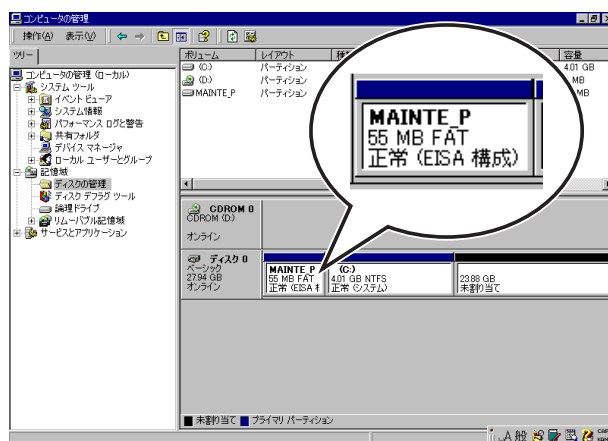 コンピュータの管理
操作(A) 表示(V)
ツリー
コンピュータの管理 (ローカル)
システム ツール
イベント ビューア
システム情報
パフォーマンス ログと警告
共有フォルダ
デバイス マネージャ
ローカル ユーザーとグループ
記憶域
ディスクの管理
ディスク デフラグ ツール
論理ドライブ
リムーバブル記憶域
サービスとアプリケーション
ボリューム レイアウト 容量
(C:) パーティション 4.01 GB
(D:) パーティション MB
MAINTE_P パーティション MB
MAINTE_P
55 MB FAT
正常 (EISA 構成)
CDROM 0
CDROM (D:)
オンライン
ディスク 0
ベーシック
27.94 GB
オンライン
MAINTE_P
55 MB FAT
正常 (EISA
(C:)
4.01 GB NTFS
正常 (システム)
23.88 GB
未割り当て
未割り当て プライマリ パーティション
A 般